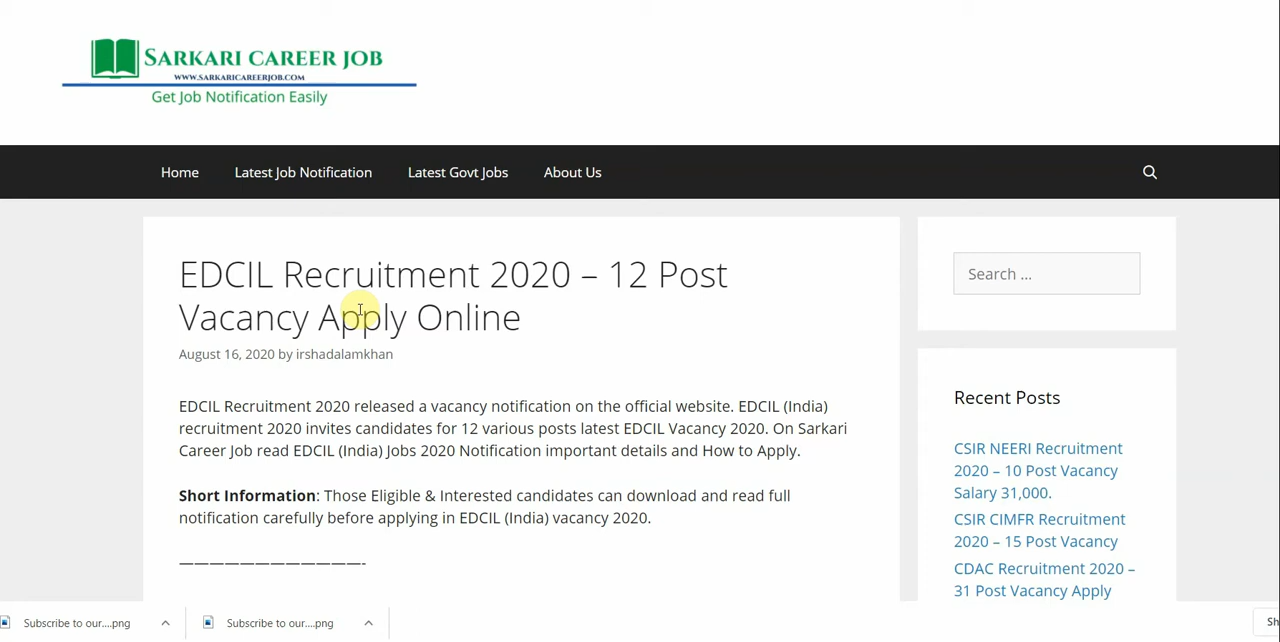 SARKARI CAREER JOB
WWW.SARKARICAREERJOB.COM
Get Job Notification Easily
Home
Latest Job Notification
Latest Govt Jobs
About Us
EDCIL Recruitment 2020 – 12 Post
Vacancy Apply Online
August 16, 2020 by irshadalamkhan
EDCIL Recruitment 2020 released a vacancy notification on the official website. EDCIL (India)
recruitment 2020 invites candidates for 12 various posts latest EDCIL Vacancy 2020. On Sarkari
Career Job read EDCIL (India) Jobs 2020 Notification important details and How to Apply.
Short Information: Those Eligible & Interested candidates can download and read full
notification carefully before applying in EDCIL (India) vacancy 2020.
————————————-
Search ...
Recent Posts
CSIR NEERI Recruitment
2020 – 10 Post Vacancy
Salary 31,000.
CSIR CIMFR Recruitment
2020 – 15 Post Vacancy
CDAC Recruitment 2020 –
31 Post Vacancy Apply
Subscribe to our....png
Subscribe to our....png